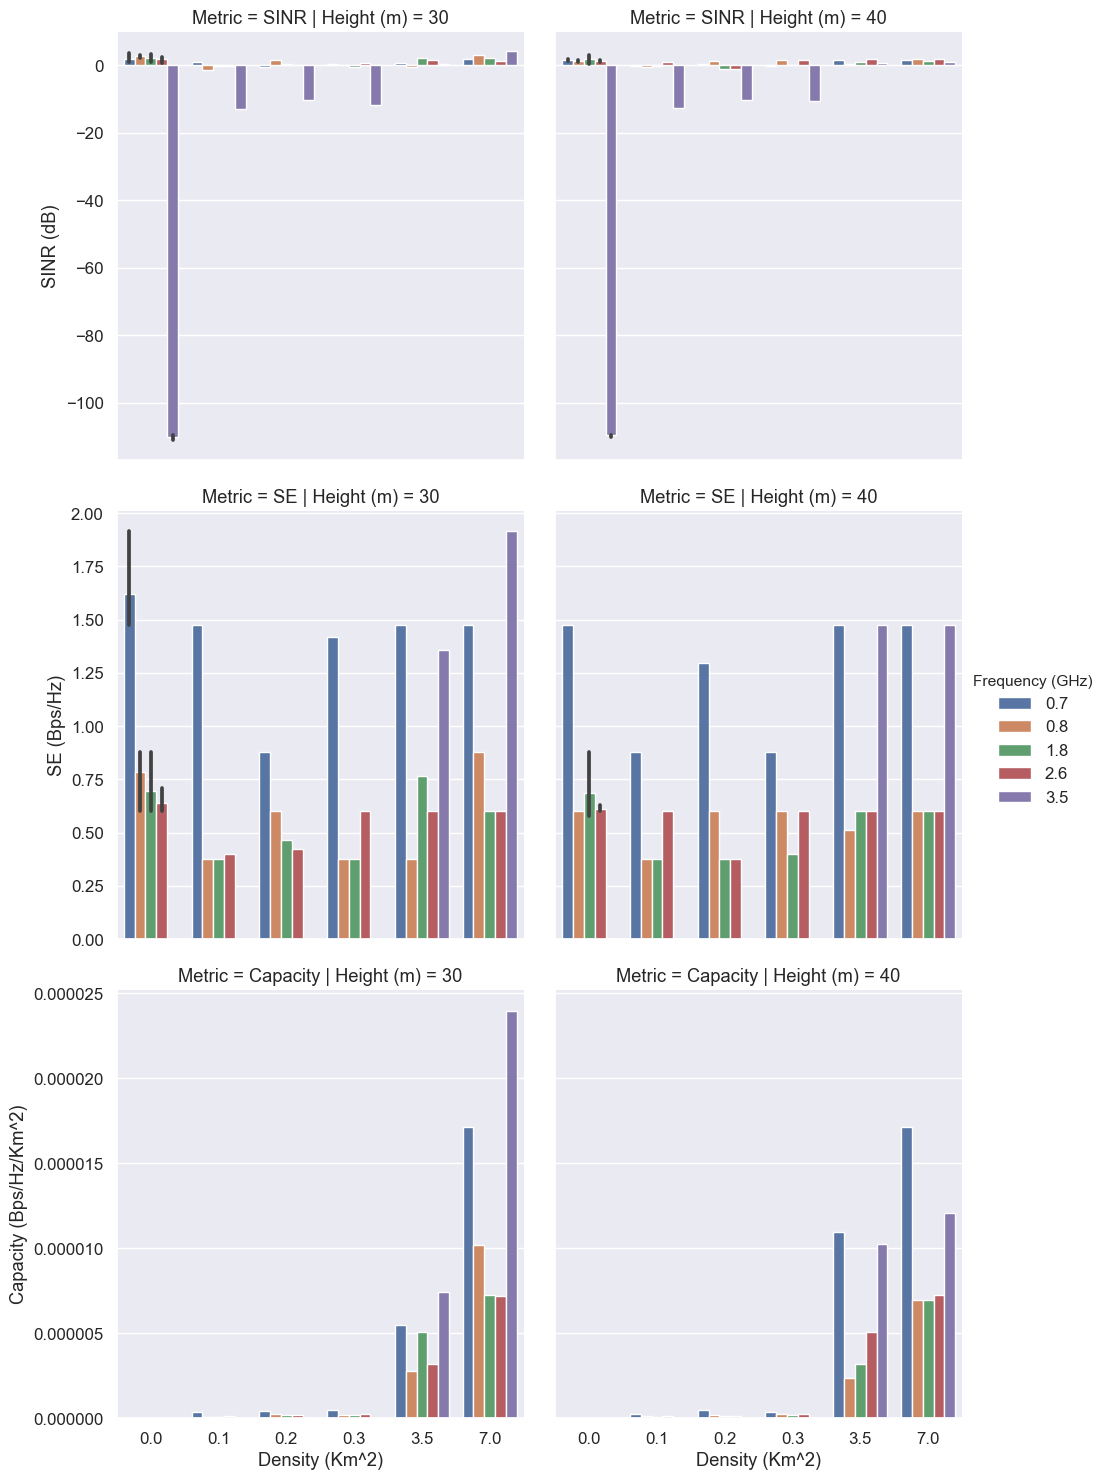 Metric = SINR | Height (m) = 30
Metric = SINR | Height (m) = 40
0
−20
−40
−60
−80
−100
SINR (dB)
Metric = SE | Height (m) = 30
Metric = SE | Height (m) = 40
2.00
1.75
1.50
1.25
1.00
0.75
0.50
0.25
0.00
SE (Bps/Hz)
Frequency (GHz)
0.7
0.8
1.8
2.6
3.5
Metric = Capacity | Height (m) = 30
Metric = Capacity | Height (m) = 40
0.000025
0.000020
0.000015
0.000010
0.000005
0.000000
Capacity (Bps/Hz/Km^2)
0.0 0.1 0.2 0.3 3.5 7.0
0.0 0.1 0.2 0.3 3.5 7.0
Density (Km^2)
Density (Km^2)